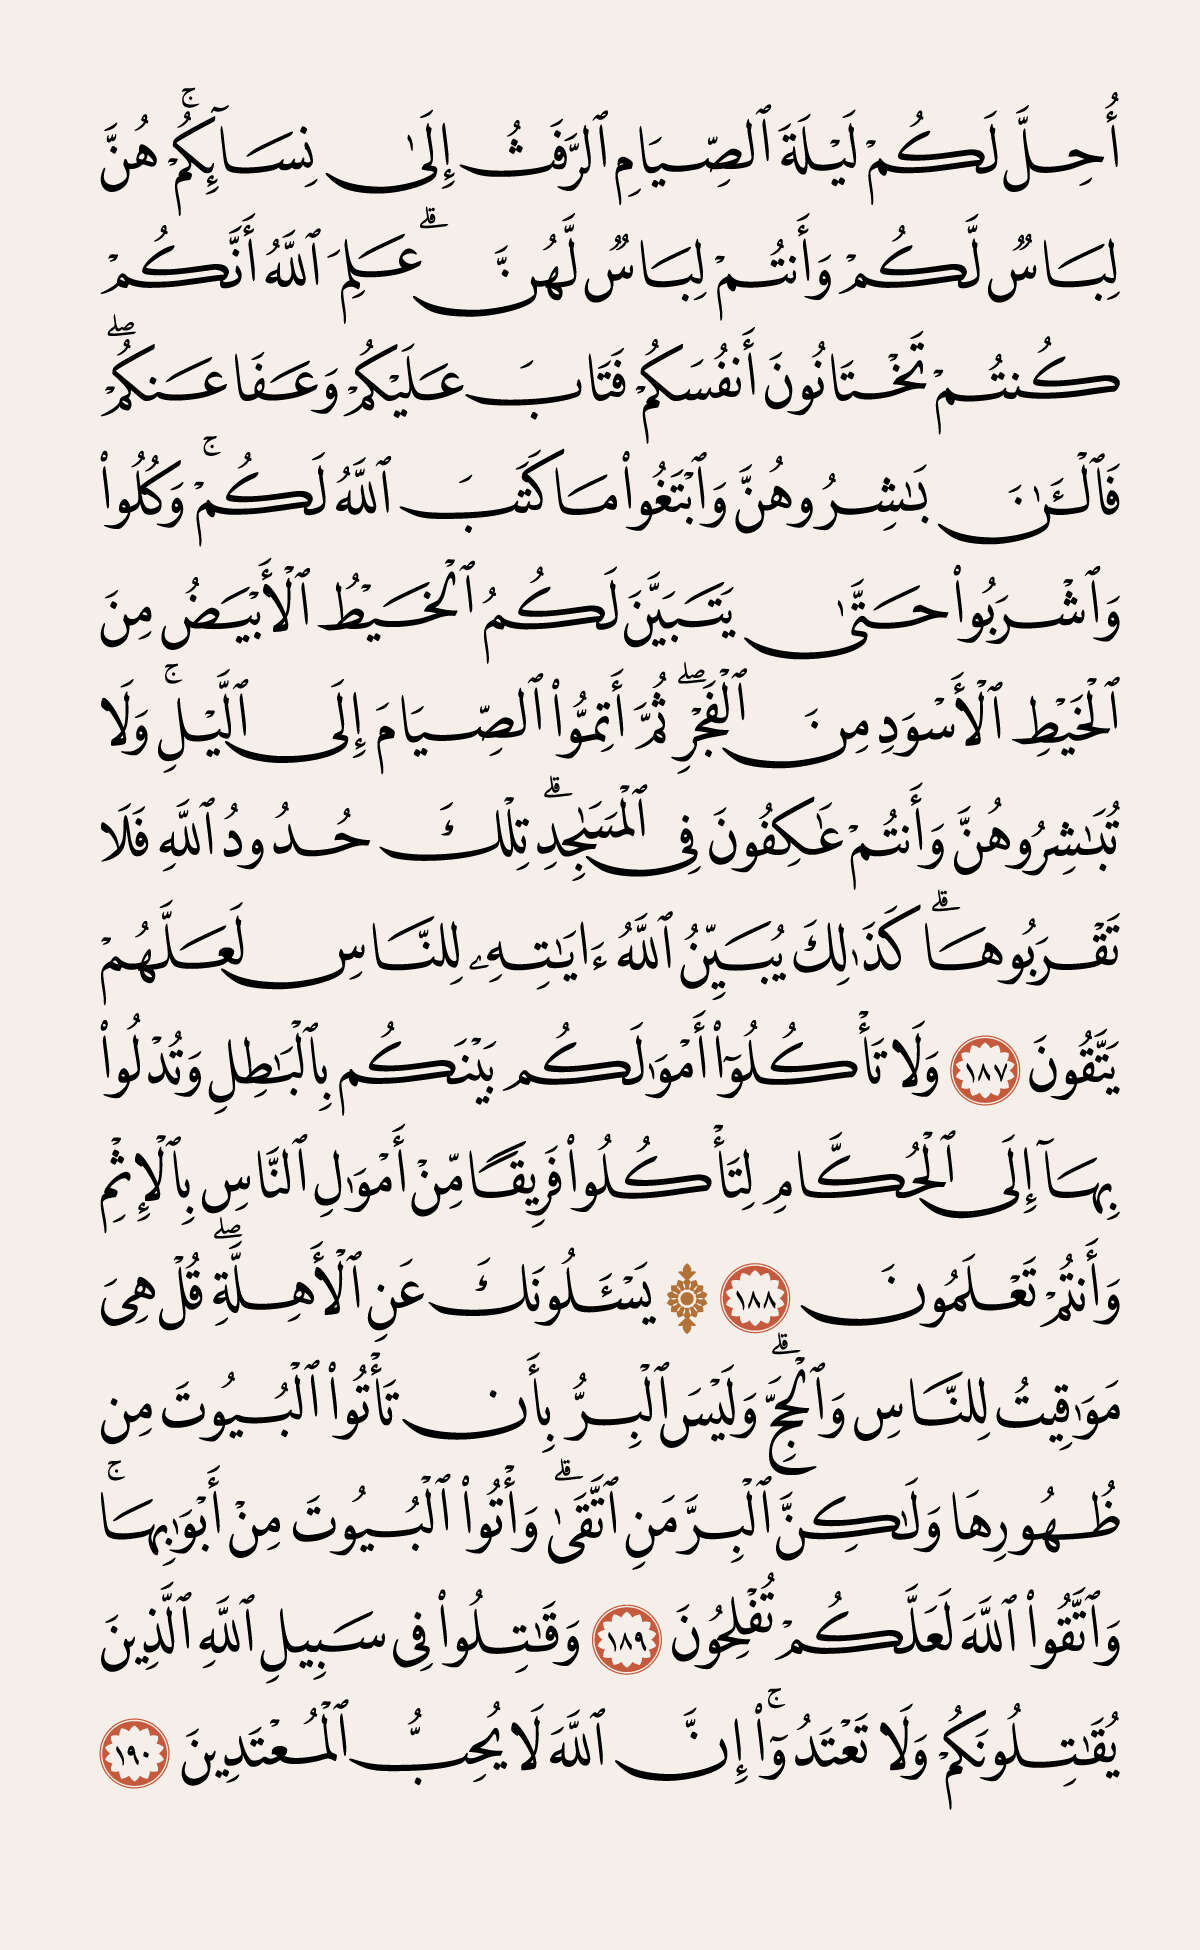 أُحِلَّ لَكُمۡ لَيۡلَةَ ٱلصِّيَامِ ٱلرَّفَثُ إِلَىٰ نِسَآئِكُمۡۚ هُنَّ
لِبَاسٞ لَّكُمۡ وَأَنتُمۡ لِبَاسٞ لَّهُنَّۗ عَلِمَ ٱللَّهُ أَنَّكُمۡ
كُنتُمۡ تَخۡتَانُونَ أَنفُسَكُمۡ فَتَابَ عَلَيۡكُمۡ وَعَفَا عَنكُمۡۖ
فَٱلۡـَٰٔنَ بَٰشِرُوهُنَّ وَٱبۡتَغُواْ مَا كَتَبَ ٱللَّهُ لَكُمۡۚ وَكُلُواْ
وَٱشۡرَبُواْ حَتَّىٰ يَتَبَيَّنَ لَكُمُ ٱلۡخَيۡطُ ٱلۡأَبۡيَضُ مِنَ
ٱلۡخَيۡطِ ٱلۡأَسۡوَدِ مِنَ ٱلۡفَجۡرِۖ ثُمَّ أَتِمُّواْ ٱلصِّيَامَ إِلَى ٱلَّيۡلِۚ وَلَا
تُبَٰشِرُوهُنَّ وَأَنتُمۡ عَٰكِفُونَ فِي ٱلۡمَسَٰجِدِۗ تِلۡكَ حُدُودُ ٱللَّهِ فَلَا
تَقۡرَبُوهَاۗ كَذَٰلِكَ يُبَيِّنُ ٱللَّهُ ءَايَٰتِهِۦ لِلنَّاسِ لَعَلَّهُمۡ
يَتَّقُونَ ١٨٧ وَلَا تَأۡكُلُوٓاْ أَمۡوَٰلَكُم بَيۡنَكُم بِٱلۡبَٰطِلِ وَتُدۡلُواْ
بِهَآ إِلَى ٱلۡحُكَّامِ لِتَأۡكُلُواْ فَرِيقٗا مِّنۡ أَمۡوَٰلِ ٱلنَّاسِ بِٱلۡإِثۡمِ
وَأَنتُمۡ تَعۡلَمُونَ ١٨٨ ۞ يَسۡـَٔلُونَكَ عَنِ ٱلۡأَهِلَّةِۖ قُلۡ هِيَ
مَوَٰقِيتُ لِلنَّاسِ وَٱلۡحَجِّۗ وَلَيۡسَ ٱلۡبِرُّ بِأَن تَأۡتُواْ ٱلۡبُيُوتَ مِن
ظُهُورِهَا وَلَٰكِنَّ ٱلۡبِرَّ مَنِ ٱتَّقَىٰۗ وَأۡتُواْ ٱلۡبُيُوتَ مِنۡ أَبۡوَٰبِهَاۚ
وَٱتَّقُواْ ٱللَّهَ لَعَلَّكُمۡ تُفۡلِحُونَ ١٨٩ وَقَٰتِلُواْ فِي سَبِيلِ ٱللَّهِ ٱلَّذِينَ
يُقَٰتِلُونَكُمۡ وَلَا تَعۡتَدُوٓاْۚ إِنَّ ٱللَّهَ لَا يُحِبُّ ٱلۡمُعۡتَدِينَ ١٩٠